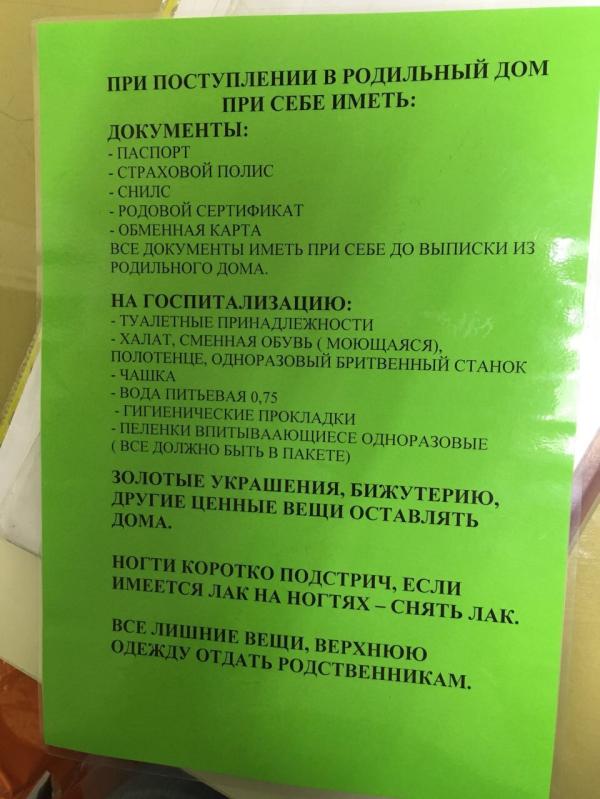 ПРИ ПОСТУПЛЕНИИ В РОДИЛЬНЫЙ ДОМ
ПРИ СЕБЕ ИМЕТЬ:
ДОКУМЕНТЫ:
- ПАСПОРТ
- СТРАХОВОЙ ПОЛИС
- СНИЛС
- РОДОВОЙ СЕРТИФИКАТ
- ОБМЕННАЯ КАРТА
ВСЕ ДОКУМЕНТЫ ИМЕТЬ ПРИ СЕБЕ ДО ВЫПИСКИ ИЗ
РОДИЛЬНОГО ДОМА.
НА ГОСПИТАЛИЗАЦИЮ:
- ТУАЛЕТНЫЕ ПРИНАДЛЕЖНОСТИ
- ХАЛАТ, СМЕННАЯ ОБУВЬ ( МОЮЩАЯСЯ),
ПОЛОТЕНЦЕ, ОДНОРАЗОВЫЙ БРИТВЕННЫЙ СТАНОК
- ЧАШКА
- ВОДА ПИТЬЕВАЯ 0,75
- ГИГИЕНИЧЕСКИЕ ПРОКЛАДКИ
- ПЕЛЕНКИ ВПИТЫВААЮЩИЕСЕ ОДНОРАЗОВЫЕ
( ВСЕ ДОЛЖНО БЫТЬ В ПАКЕТЕ)
ЗОЛОТЫЕ УКРАШЕНИЯ, БИЖУТЕРИЮ,
ДРУГИЕ ЦЕННЫЕ ВЕЩИ ОСТАВЛЯТЬ
ДОМА.
НОГТИ КОРОТКО ПОДСТРИЧ, ЕСЛИ
ИМЕЕТСЯ ЛАК НА НОГТЯХ – СНЯТЬ ЛАК.
ВСЕ ЛИШНИЕ ВЕЩИ, ВЕРХНЮЮ
ОДЕЖДУ ОТДАТЬ РОДСТВЕННИКАМ.